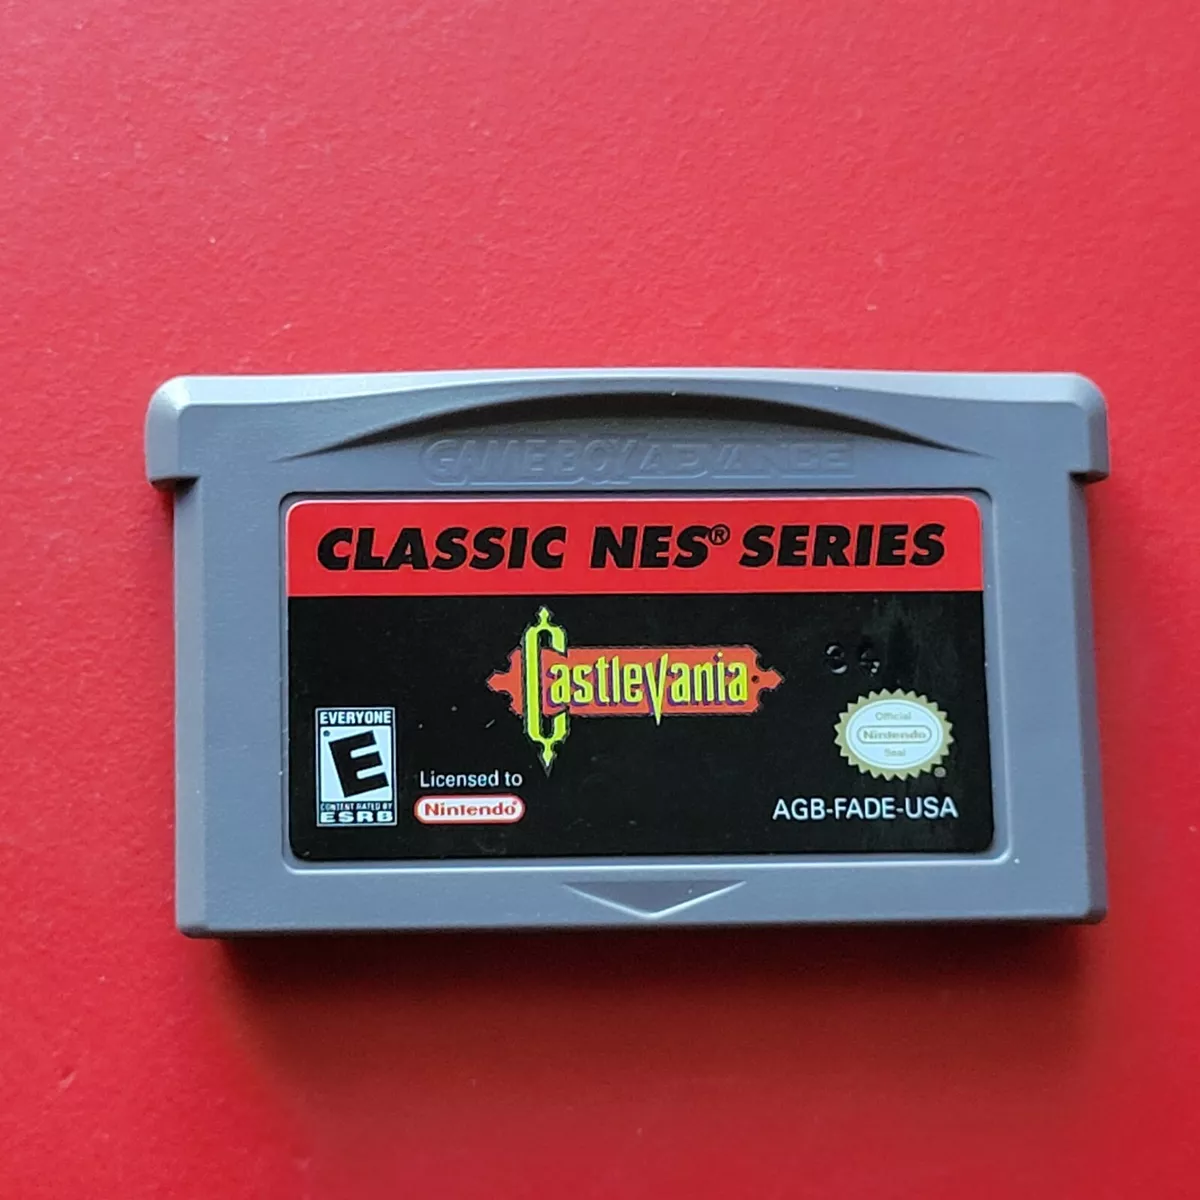 GAME BOY ADVANCE
CLASSIC NES® SERIES
Castlevania
EVERYONE
E
CONTENT RATED BY
ESRB
Licensed to
Nintendo®
Official
Nintendo
Seal
AGB-FADE-USA